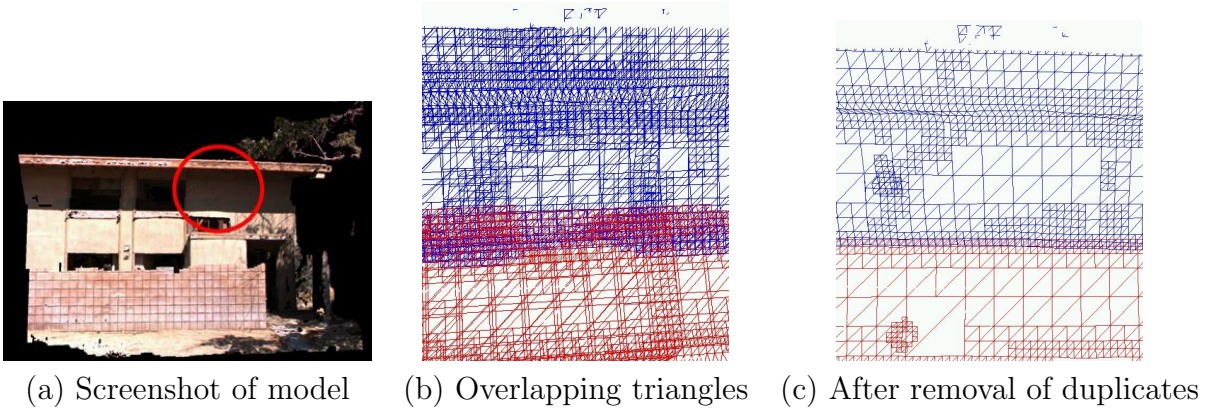 (a) Screenshot of model
(b) Overlapping triangles
(c) After removal of duplicates